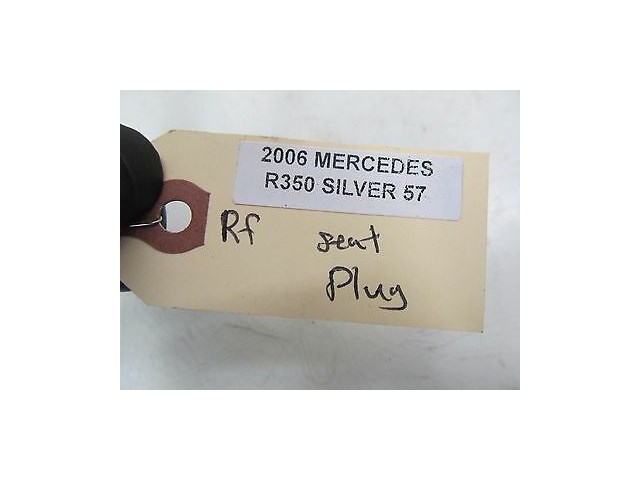 2006 MERCEDES
R350 SILVER 57
Rf seat
Plug